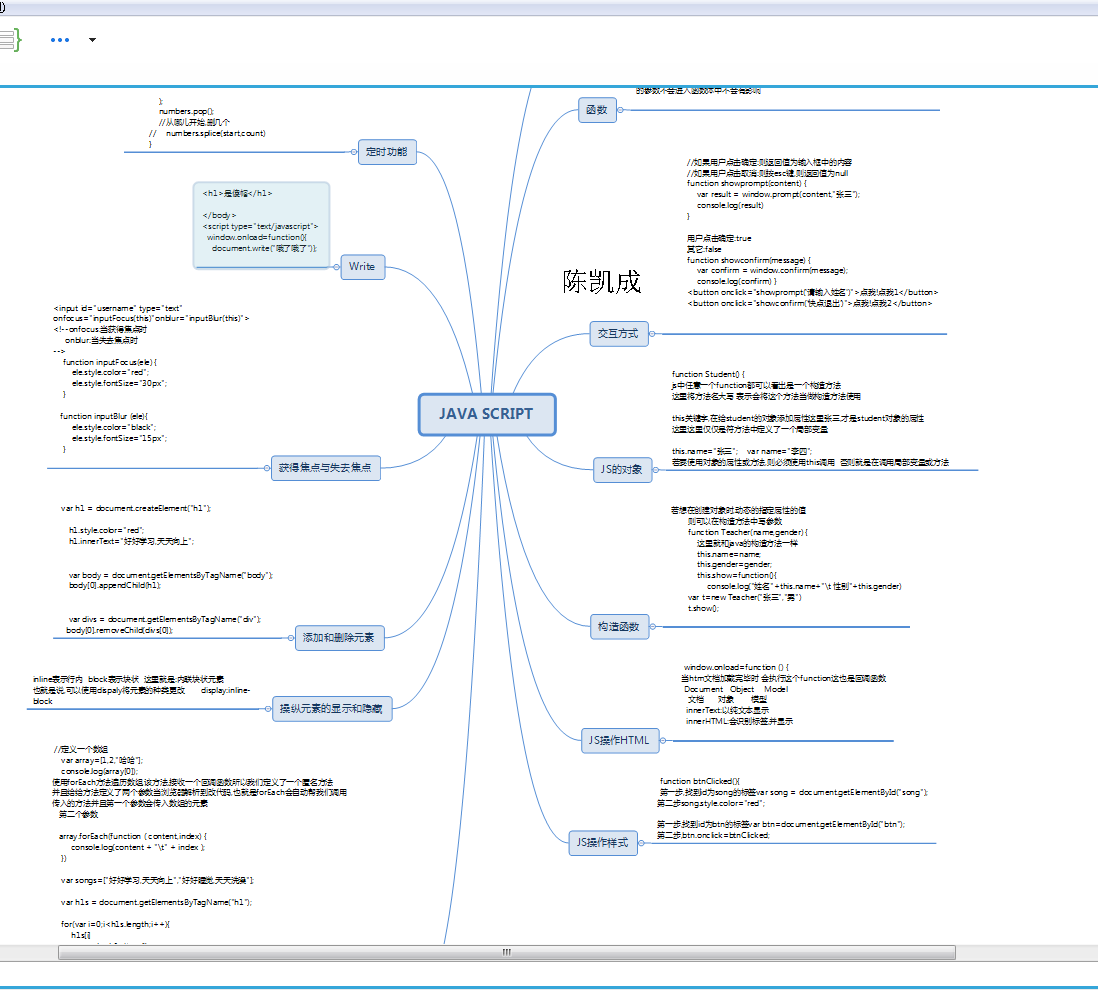 的参数不会进入函数体中不会有影响
函数
};
numbers.pop();
//从哪儿开始,删几个
//    numbers.splice(start,count)
}
定时功能
<h1>是傻帽</h1>
</body>
<script type="text/javascript">
window.onload=function(){
document.write("哦了哦了");
Write
<input id="username" type="text"
onfocus="inputFocus(this)"onblur="inputBlur(this)">
<!--onfocus:当获得焦点时
onblur:当失去焦点时
-->
function inputFocus(ele) {
ele.style.color="red";
ele.style.fontSize="30px";
}
function inputBlur (ele){
ele.style.color="black";
ele.style.fontSize="15px";
}
获得焦点与失去焦点
var h1 = document.createElement("h1");
h1.style.color="red";
h1.innerText="好好学习,天天向上";
var body = document.getElementsByTagName("body");
body[0].appendChild(h1);
var divs = document.getElementsByTagName("div");
body[0].removeChild(divs[0]);
添加和删除元素
inline表示行内   block表示块状   这里就是:内联块状元素
也就是说,可以使用dispaly将元素的种类更改       display:inline-
block
操纵元素的显示和隐藏
//定义一个数组
var array=[1,2,"哈哈"];
console.log(array[0]);
使用forEach方法遍历数组,该方法,接收一个回调函数所以我们定义了一个匿名方法
并且给给方法定义了两个参数当浏览器解析到改代码,也就是forEach会自动帮我们调用
传入的方法并且第一个参数会传入数组的元素
第二个参数
array.forEach(function (content,index) {
console.log(content + "\t" + index );
})
var songs=["好好学习,天天向上","好好睡觉,天天洗澡"];
var h1s = document.getElementsByTagName("h1");
for(var i=0;i<h1s.length;i++){
h1s[i]
JAVA SCRIPT
陈凯成
//如果用户点击确定:则返回值为输入框中的内容
//如果用户点击取消:则按esc键,则返回值为null
function showprompt(content) {
var result = window.prompt(content,"张三");
console.log(result)
}
用户点击确定:true
其它:false
function showconfirm(message) {
var confirm = window.confirm(message);
console.log(confirm) }
<button onclick="showprompt('请输入姓名')">点我!点我1</button>
<button onclick="showconfirm('快点退出')">点我!点我2</button>
交互方式
function Student() {
js中任意一个function都可以看出是一个构造方法
这里将方法名大写 表示会将这个方法当做构造方法使用
this关键字,在给student的对象添加属性这里张三,才是student对象的属性
这里这里仅仅是符方法中定义了一个局部变量
this.name="张三";    var name="李四";
若要使用对象的属性或方法,则必须使用this调用   否则就是在调用局部变量或方法
JS的对象
若想在创建对象时,动态的指定属性的值
则可以在构造方法中写参数
function Teacher(name,gender) {
这里就和java的构造方法一样
this.name=name;
this.gender=gender;
this.show=function(){
console.log("姓名"+this.name+"\t 性别"+this.gender)
var t=new Teacher("张三","男")
t.show();
构造函数
window.onload=function () {
当htm文档加载完毕时 会执行这个function这也是回调函数
Document   Object    Model
文档      对象       模型
innerText:以纯文本显示
innerHTML:会识别标签,并显示
JS操作HTML
function btnClicked(){
第一步,找到id为song的标签var song = document.getElementById("song");
第二步song.style.color="red";
第一步,找到id为btn的标签var btn=document.getElementById("btn");
第二步,btn.onclick=btnClicked;
JS操作样式